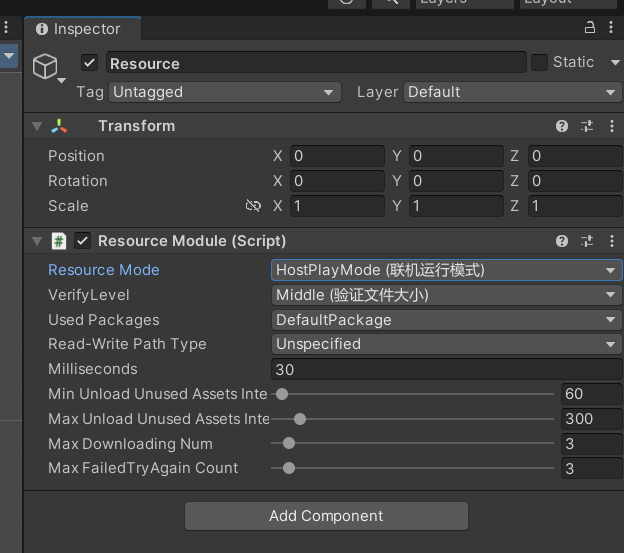 Layers Layout
Inspector
Resource Static
Tag Untagged Layer Default
Transform
Position X 0 Y 0 Z 0
Rotation X 0 Y 0 Z 0
Scale X 1 Y 1 Z 1
# Resource Module (Script)
Resource Mode HostPlayMode (联机运行模式)
VerifyLevel Middle (验证文件大小)
Used Packages DefaultPackage
Read-Write Path Type Unspecified
Milliseconds 30
Min Unload Unused Assets Inte 60
Max Unload Unused Assets Inte 300
Max Downloading Num 3
Max FailedTryAgain Count 3
Add Component